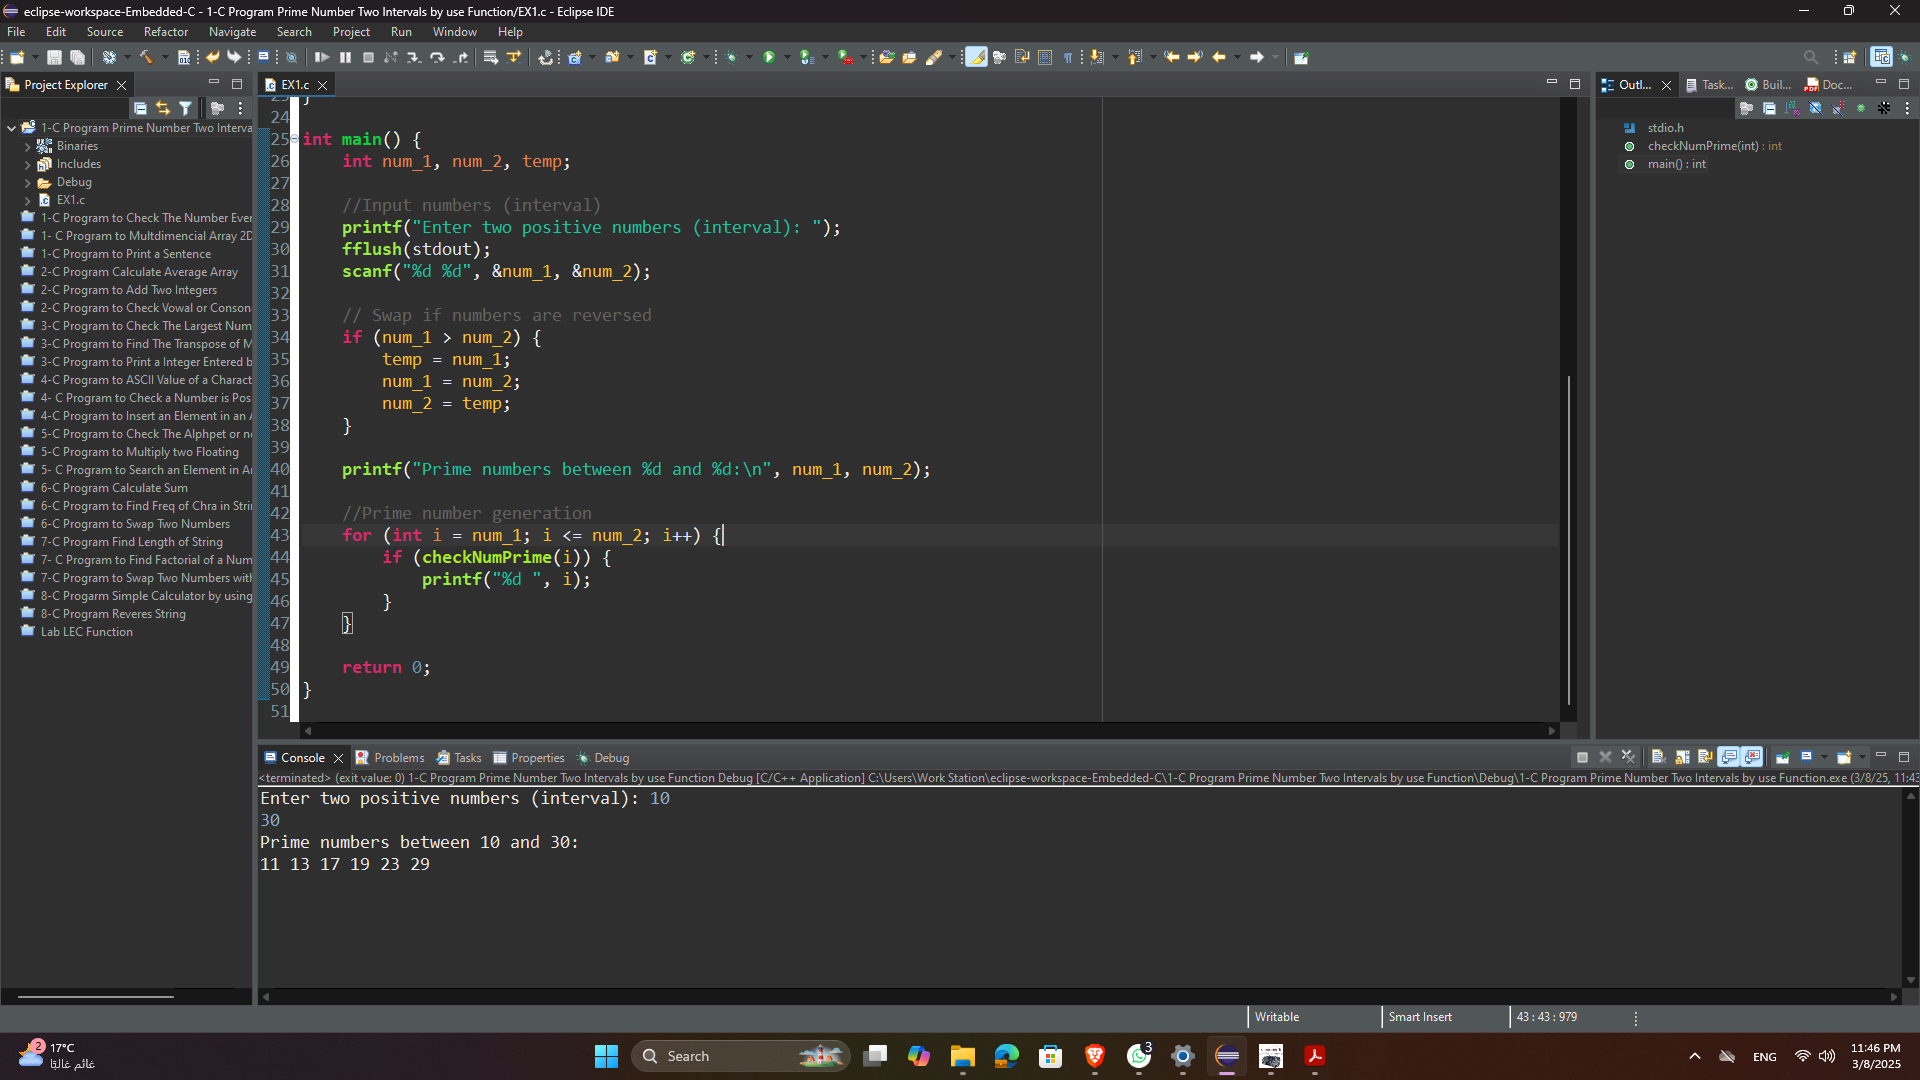 eclipse-workspace-Embedded-C - 1-C Program Prime Number Two Intervals by use Function/EX1.c - Eclipse IDE
File Edit Source Refactor Navigate Search Project Run Window Help
Project Explorer
1-C Program Prime Number Two Interva
Binaries
Includes
Debug
EX1.c
1-C Program to Check The Number Ever
1- C Program to Multdimencial Array 2D
1-C Program to Print a Sentence
2-C Program Calculate Average Array
2-C Program to Add Two Integers
2-C Program to Check Vowal or Conson
3-C Program to Check The Largest Num
3-C Program to Find The Transpose of M
3-C Program to Print a Integer Entered b
4-C Program to ASCII Value of a Charact
4- C Program to Check a Number is Pos
4-C Program to Insert an Element in an A
5-C Program to Check The Alphpet or n
5-C Program to Multiply two Floating
5- C Program to Search an Element in A
6-C Program Calculate Sum
6-C Program to Find Freq of Chra in Stri
6-C Program to Swap Two Numbers
7-C Program Find Length of String
7- C Program to Find Factorial of a Num
7-C Program to Swap Two Numbers with
8-C Progarm Simple Calculator by using
8-C Program Reveres String
Lab LEC Function
EX1.c
23 }
24
25 int main() {
26     int num_1, num_2, temp;
27
28     //Input numbers (interval)
29     printf("Enter two positive numbers (interval): ");
30     fflush(stdout);
31     scanf("%d %d", &num_1, &num_2);
32
33     // Swap if numbers are reversed
34     if (num_1 > num_2) {
35         temp = num_1;
36         num_1 = num_2;
37         num_2 = temp;
38     }
39
40     printf("Prime numbers between %d and %d:\n", num_1, num_2);
41
42     //Prime number generation
43     for (int i = num_1; i <= num_2; i++) {
44         if (checkNumPrime(i)) {
45             printf("%d ", i);
46         }
47     }
48
49     return 0;
50 }
51
Outl... Task... Buil... Doc...
stdio.h
checkNumPrime(int) : int
main() : int
Console Problems Tasks Properties Debug
<terminated> (exit value: 0) 1-C Program Prime Number Two Intervals by use Function Debug [C/C++ Application] C:\Users\Work Station\eclipse-workspace-Embedded-C\1-C Program Prime Number Two Intervals by use Function\Debug\1-C Program Prime Number Two Intervals by use Function.exe (3/8/25, 11:43
Enter two positive numbers (interval): 10
30
Prime numbers between 10 and 30:
11 13 17 19 23 29
Writable Smart Insert 43 : 43 : 979
2
17°C
غائم غالبًا
Search
3
ENG
11:46 PM
3/8/2025